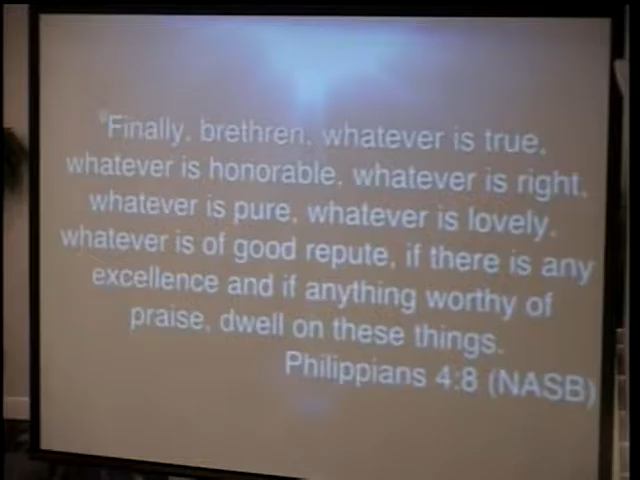 "Finally, brethren, whatever is true,
whatever is honorable, whatever is right,
whatever is pure, whatever is lovely,
whatever is of good repute, if there is any
excellence and if anything worthy of
praise, dwell on these things.
Philippians 4:8 (NASB)